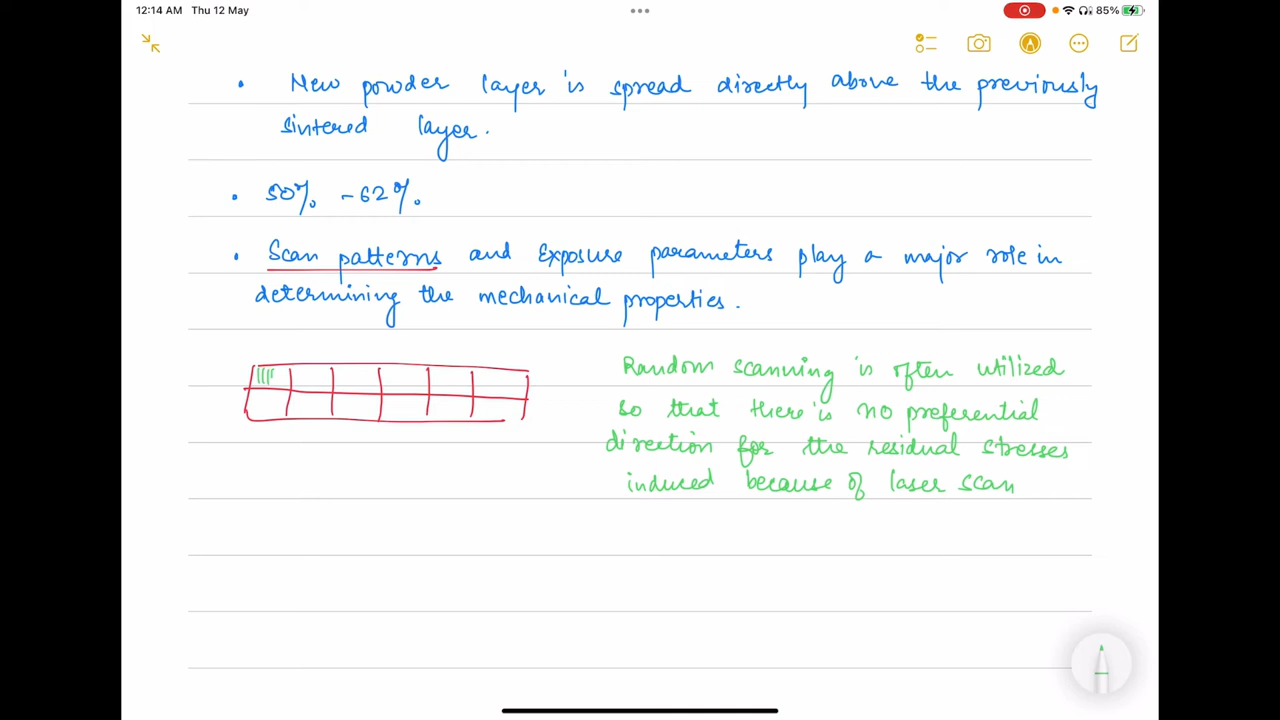 12:14 AM Thu 12 May
85%
• New powder layer is spread directly above the previously
sintered layer.
• 50% - 62%.
• Scan patterns and Exposure parameters play a major role in
determining the mechanical properties.
Random scanning is often utilized
so that there is no preferential
direction for the residual stresses
induced because of laser scan